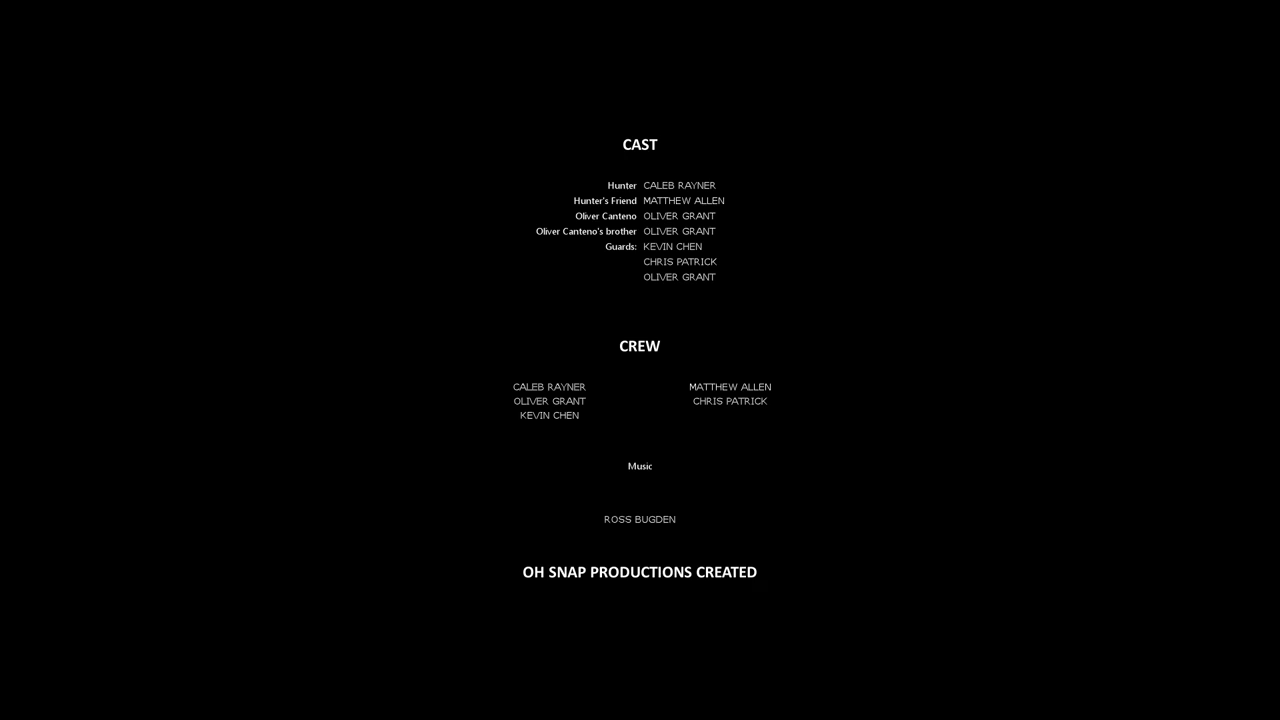 CAST
Hunter CALEB RAYNER
Hunter's Friend MATTHEW ALLEN
Oliver Canteno OLIVER GRANT
Oliver Canteno's brother OLIVER GRANT
Guards: KEVIN CHEN
CHRIS PATRICK
OLIVER GRANT
CREW
CALEB RAYNER MATTHEW ALLEN
OLIVER GRANT CHRIS PATRICK
KEVIN CHEN
Music
ROSS BUGDEN
OH SNAP PRODUCTIONS CREATED